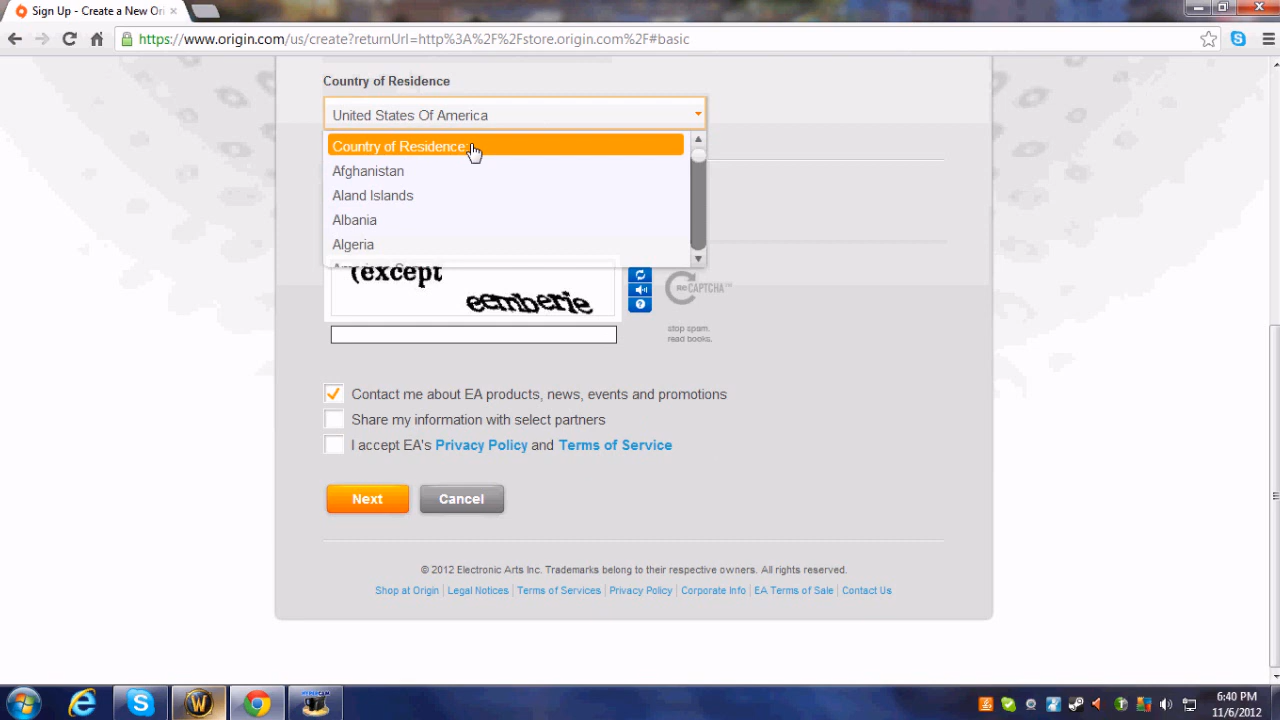 Sign Up - Create a New Ori
https://www.origin.com/us/create?returnUrl=http%3A%2F%2Fstore.origin.com%2F#basic
Country of Residence
United States Of America
Country of Residence
Afghanistan
Aland Islands
Albania
Algeria
(except
eemberie
reCAPTCHA™
stop spam.
read books.
Contact me about EA products, news, events and promotions
Share my information with select partners
I accept EA's Privacy Policy and Terms of Service
Next Cancel
© 2012 Electronic Arts Inc. Trademarks belong to their respective owners. All rights reserved.
Shop at Origin | Legal Notices | Terms of Services | Privacy Policy | Corporate Info | EA Terms of Sale | Contact Us
HYPERCAM
6:40 PM
11/6/2012